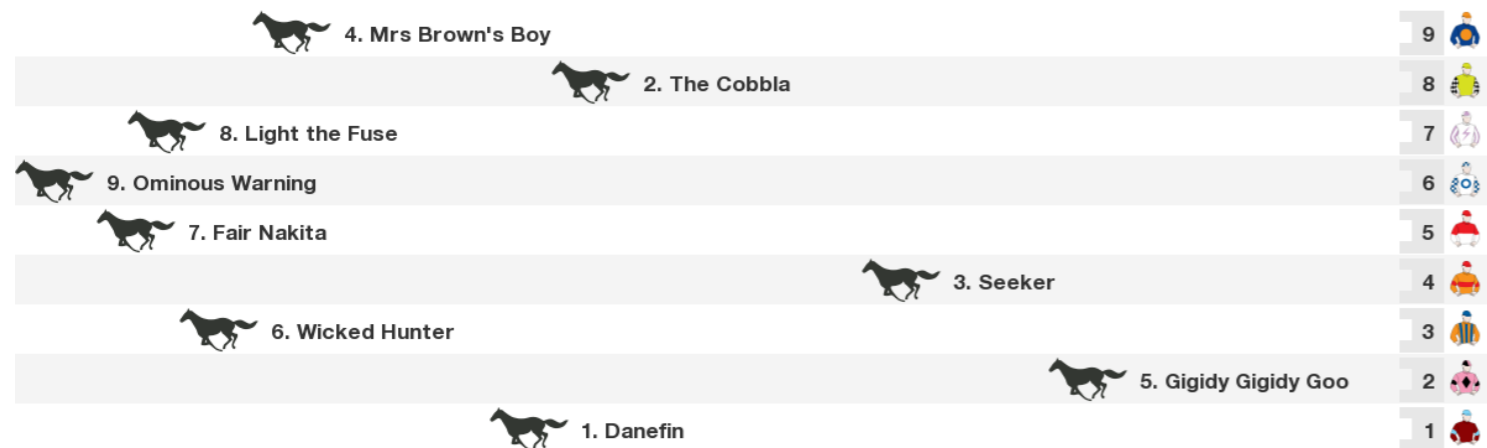 4. Mrs Brown's Boy 9
2. The Cobbla 8
8. Light the Fuse 7
9. Ominous Warning 6
7. Fair Nakita 5
3. Seeker 4
6. Wicked Hunter 3
5. Gigidy Gigidy Goo 2
1. Danefin 1